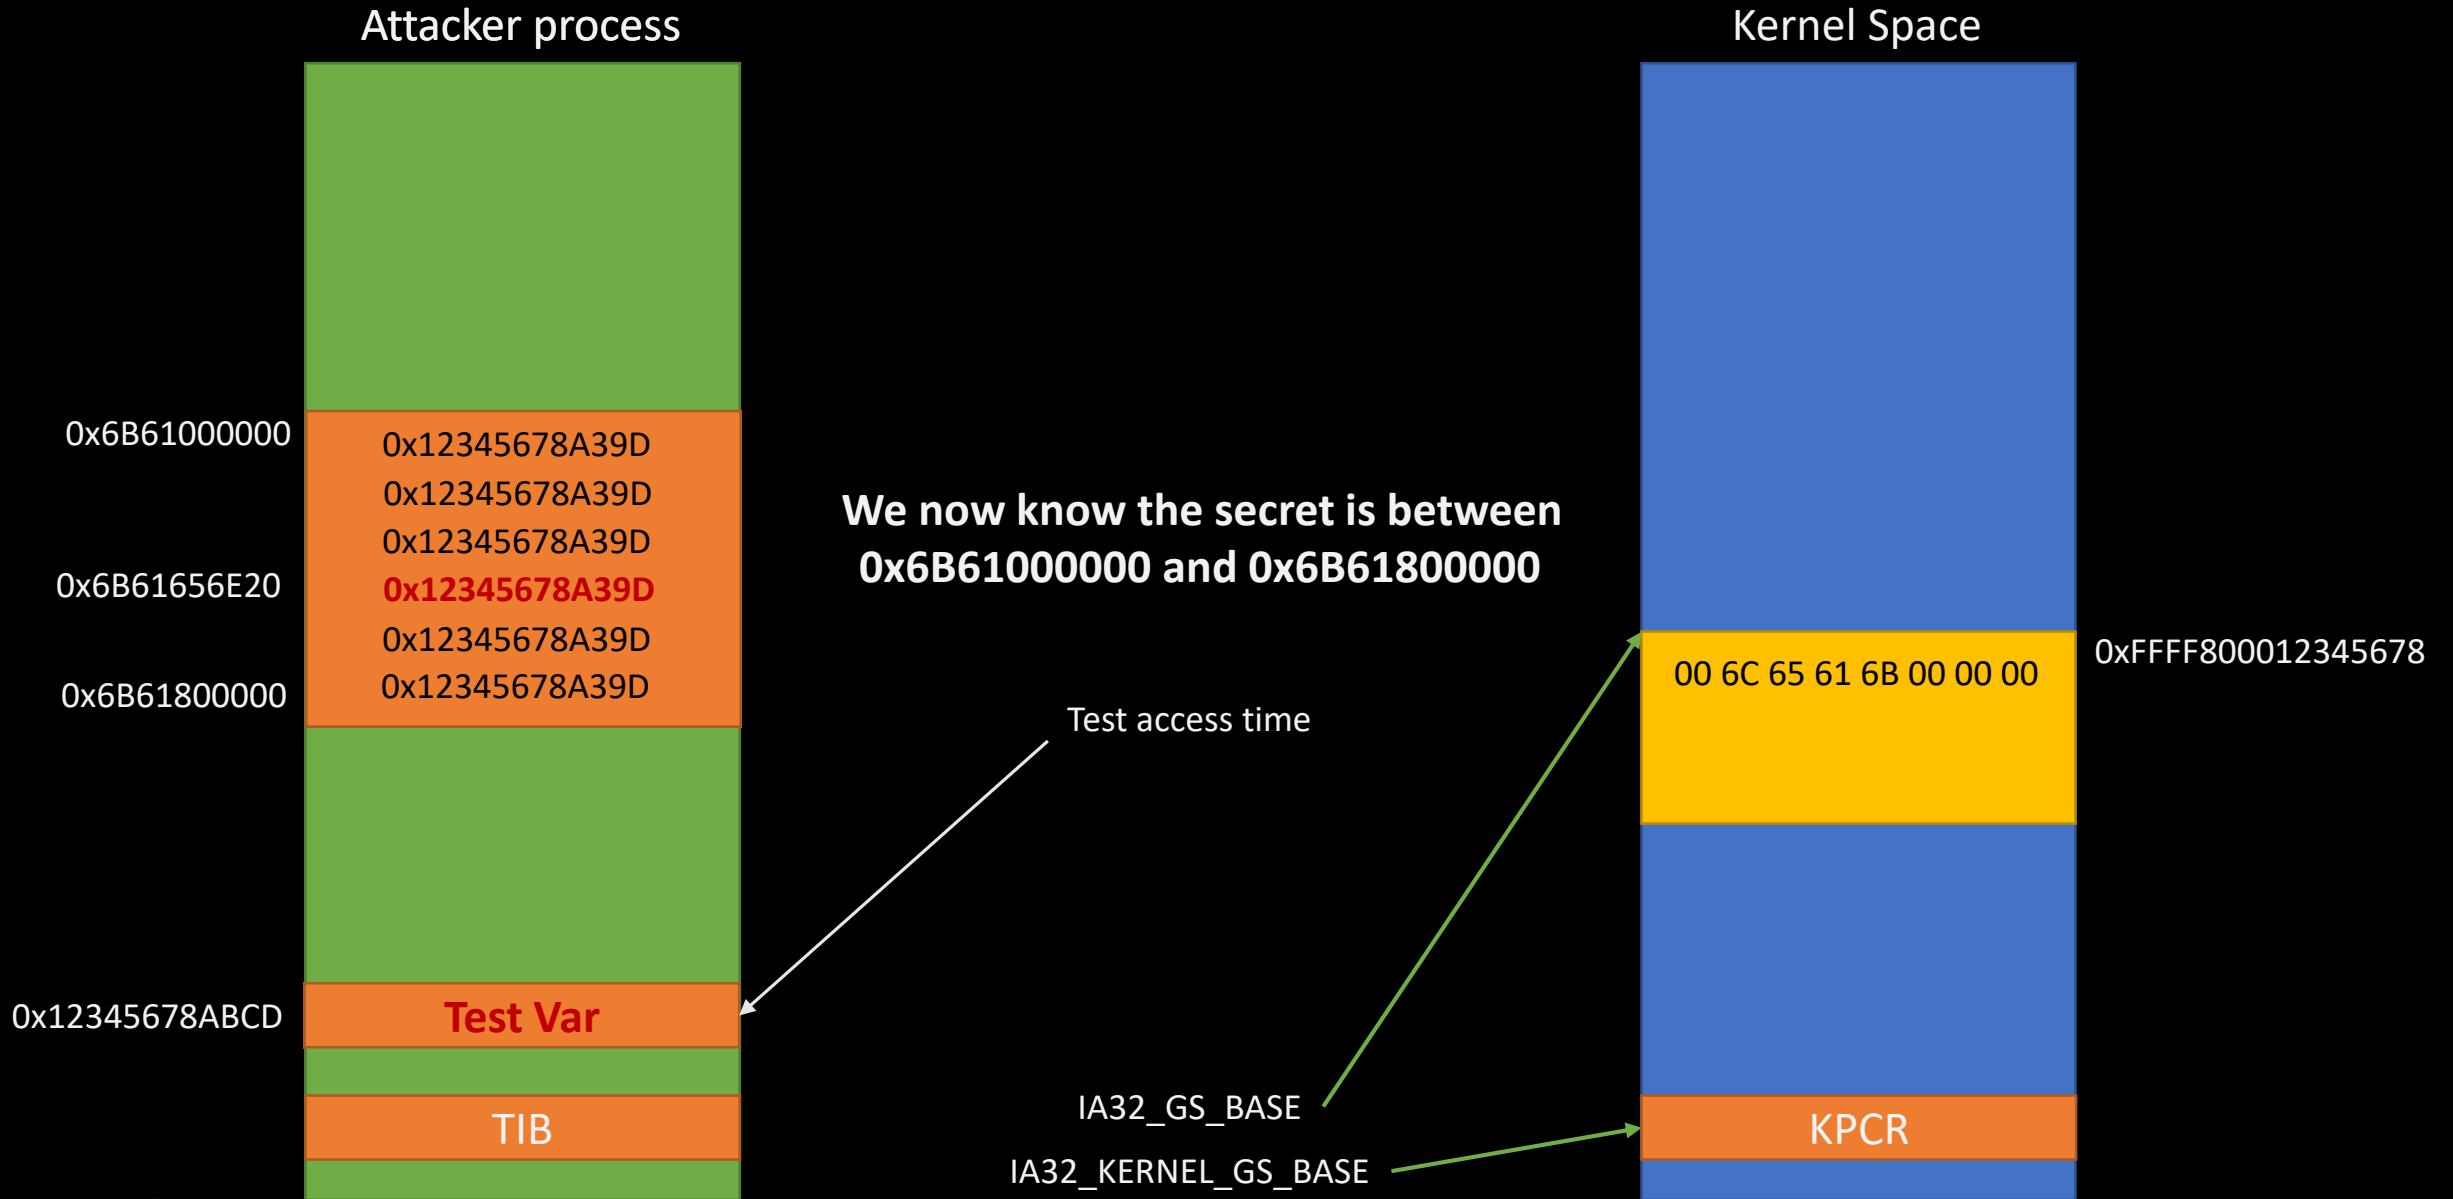 Attacker process
Kernel Space
0x6B61000000
0x12345678A39D
0x12345678A39D
0x12345678A39D
0x6B61656E20
0x12345678A39D
0x12345678A39D
0x6B61800000
0x12345678A39D
We now know the secret is between
0x6B61000000 and 0x6B61800000
00 6C 65 61 6B 00 00 00
0xFFFF800012345678
Test access time
0x12345678ABCD
Test Var
TIB
IA32_GS_BASE
IA32_KERNEL_GS_BASE
KPCR